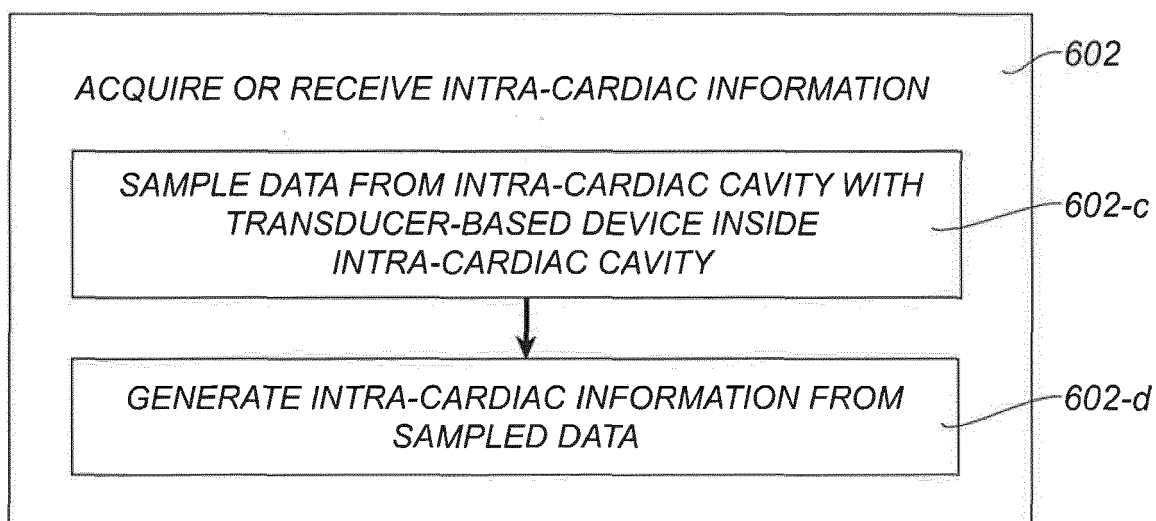 602
ACQUIRE OR RECEIVE INTRA-CARDIAC INFORMATION
SAMPLE DATA FROM INTRA-CARDIAC CAVITY WITH
TRANSDUCER-BASED DEVICE INSIDE
INTRA-CARDIAC CAVITY
602-c
GENERATE INTRA-CARDIAC INFORMATION FROM
SAMPLED DATA
602-d